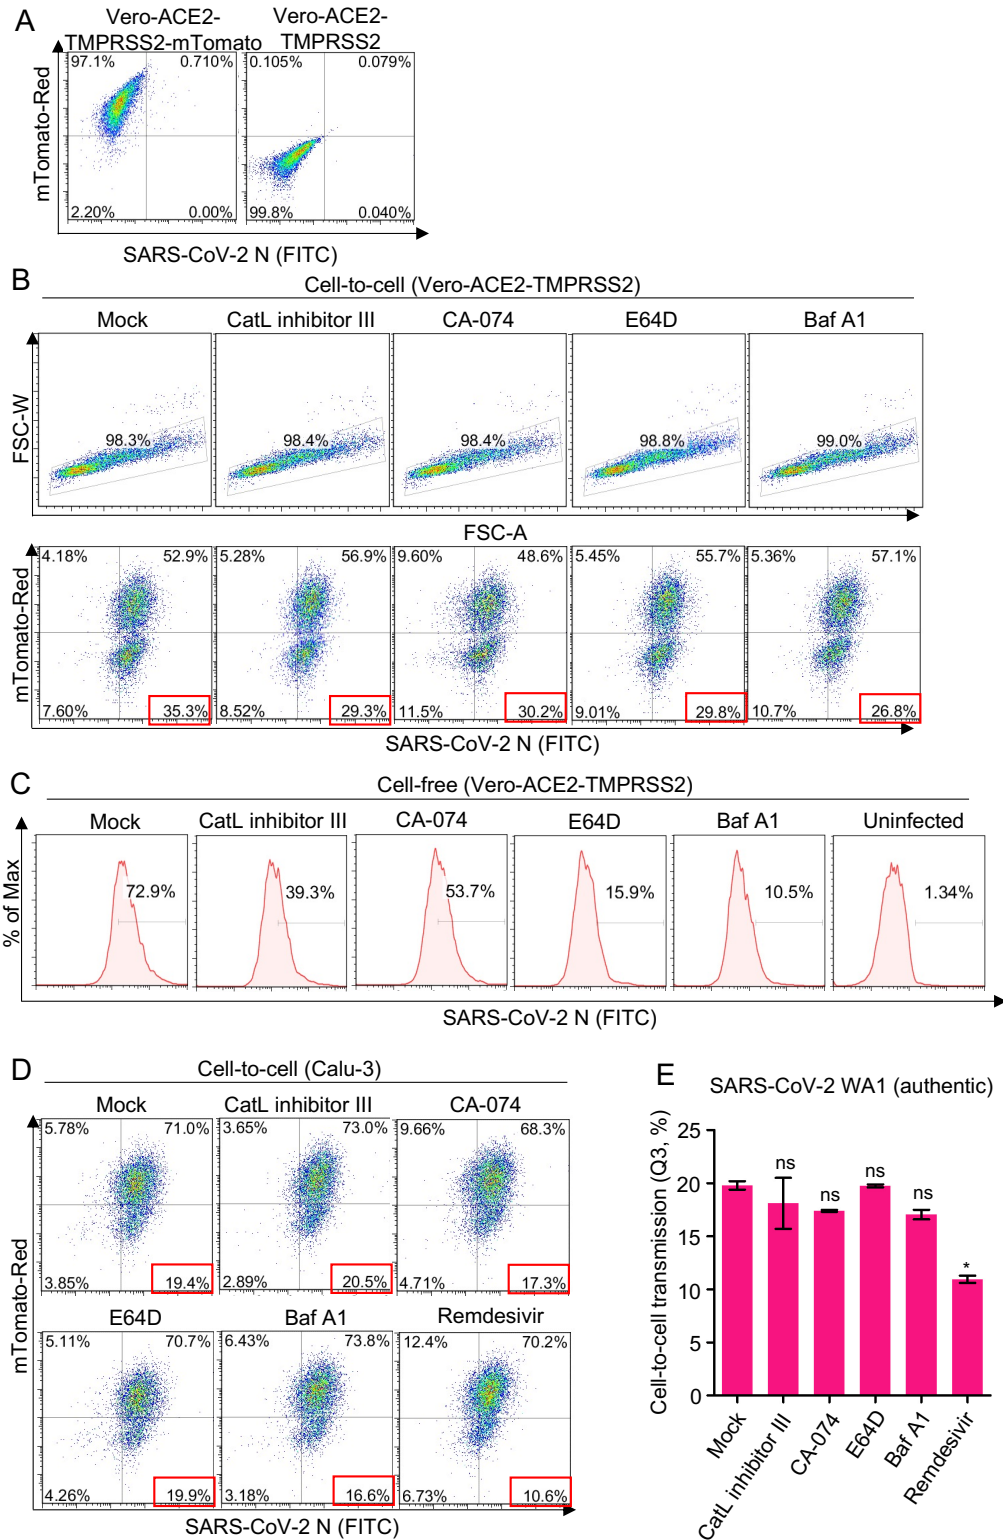 A
Vero-ACE2-
TMPRSS2-mTomato
Vero-ACE2-
TMPRSS2
97.1% 0.710% 0.105% 0.079%
mTomato-Red
2.20% 0.00% 99.8% 0.040%
SARS-CoV-2 N (FITC)
B
Cell-to-cell (Vero-ACE2-TMPRSS2)
Mock CatL inhibitor III CA-074 E64D Baf A1
FSC-W
98.3% 98.4% 98.4% 98.8% 99.0%
FSC-A
4.18% 52.9% 5.28% 56.9% 9.60% 48.6% 5.45% 55.7% 5.36% 57.1%
mTomato-Red
7.60% 35.3% 8.52% 29.3% 11.5% 30.2% 9.01% 29.8% 10.7% 26.8%
SARS-CoV-2 N (FITC)
C
Cell-free (Vero-ACE2-TMPRSS2)
Mock CatL inhibitor III CA-074 E64D Baf A1 Uninfected
% of Max
72.9% 39.3% 53.7% 15.9% 10.5% 1.34%
SARS-CoV-2 N (FITC)
D
Cell-to-cell (Calu-3)
Mock CatL inhibitor III CA-074
5.78% 71.0% 3.65% 73.0% 9.66% 68.3%
3.85% 19.4% 2.89% 20.5% 4.71% 17.3%
mTomato-Red
E64D Baf A1 Remdesivir
5.11% 70.7% 6.43% 73.8% 12.4% 70.2%
4.26% 19.9% 3.18% 16.6% 6.73% 10.6%
SARS-CoV-2 N (FITC)
E
SARS-CoV-2 WA1 (authentic)
Cell-to-cell transmission (Q3, %)
25
20
15
10
5
0
ns ns ns ns *
Mock CatL inhibitor III CA-074 E64D Baf A1 Remdesivir